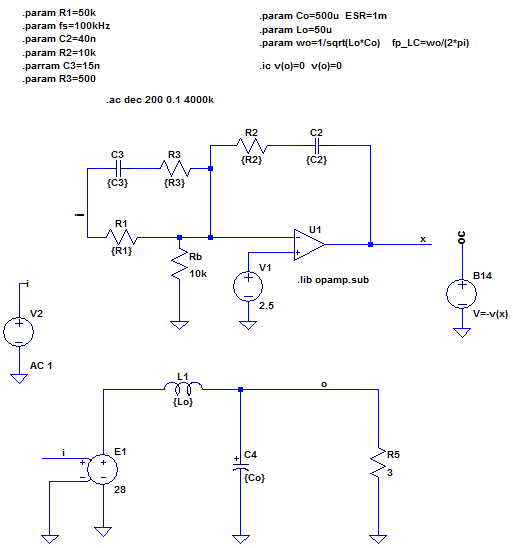 .param R1=50k
.param fs=100kHz
.param C2=40n
.param R2=10k
.parram C3=15n
.param R3=500
.param Co=500u ESR=1m
.param Lo=50u
.param wo=1/sqrt(Lo*Co) fp_LC=wo/(2*pi)
.ic v(o)=0 v(o)=0
.ac dec 200 0.1 4000k
R2
{R2}
C2
{C2}
C3
{C3}
R3
{R3}
i
R1
{R1}
Rb
10k
U1
.lib opamp.sub
x
V1
2.5
oc
B14
V=-v(x)
i
V2
AC 1
L1
{Lo}
o
i
E1
28
C4
{Co}
R5
3